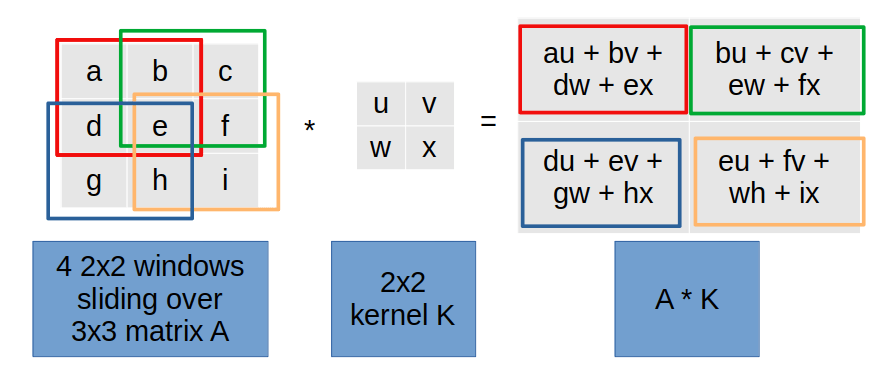 a b c
d e f
g h i
*
u v
w x
=
au + bv +
dw + ex
bu + cv +
ew + fx
du + ev +
gw + hx
eu + fv +
wh + ix
4 2x2 windows
sliding over
3x3 matrix A
2x2
kernel K
A * K